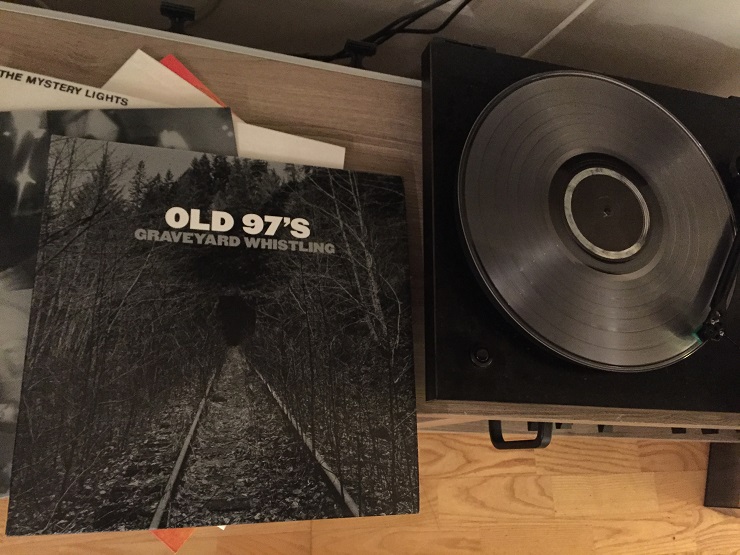 THE MYSTERY LIGHTS
OLD 97'S
GRAVEYARD WHISTLING